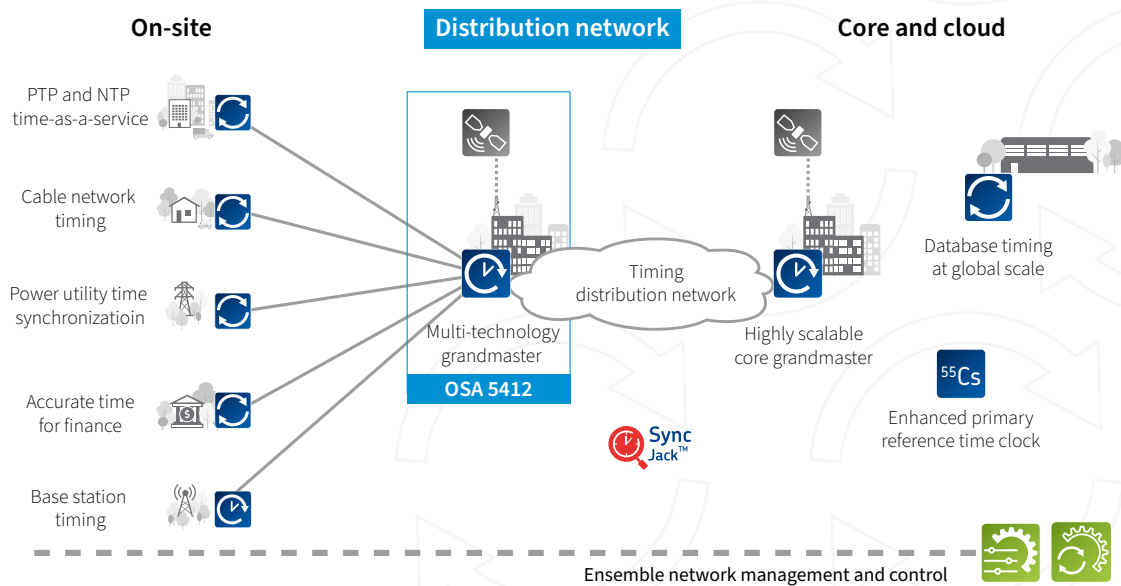 On-site
Distribution network
Core and cloud
PTP and NTP
time-as-a-service
Cable network
timing
Power utility time
synchronizatioin
Accurate time
for finance
Base station
timing
Multi-technology
grandmaster
OSA 5412
Timing
distribution network
Highly scalable
core grandmaster
Database timing
at global scale
⁵⁵Cs
Enhanced primary
reference time clock
Sync
Jack™
$
Ensemble network management and control